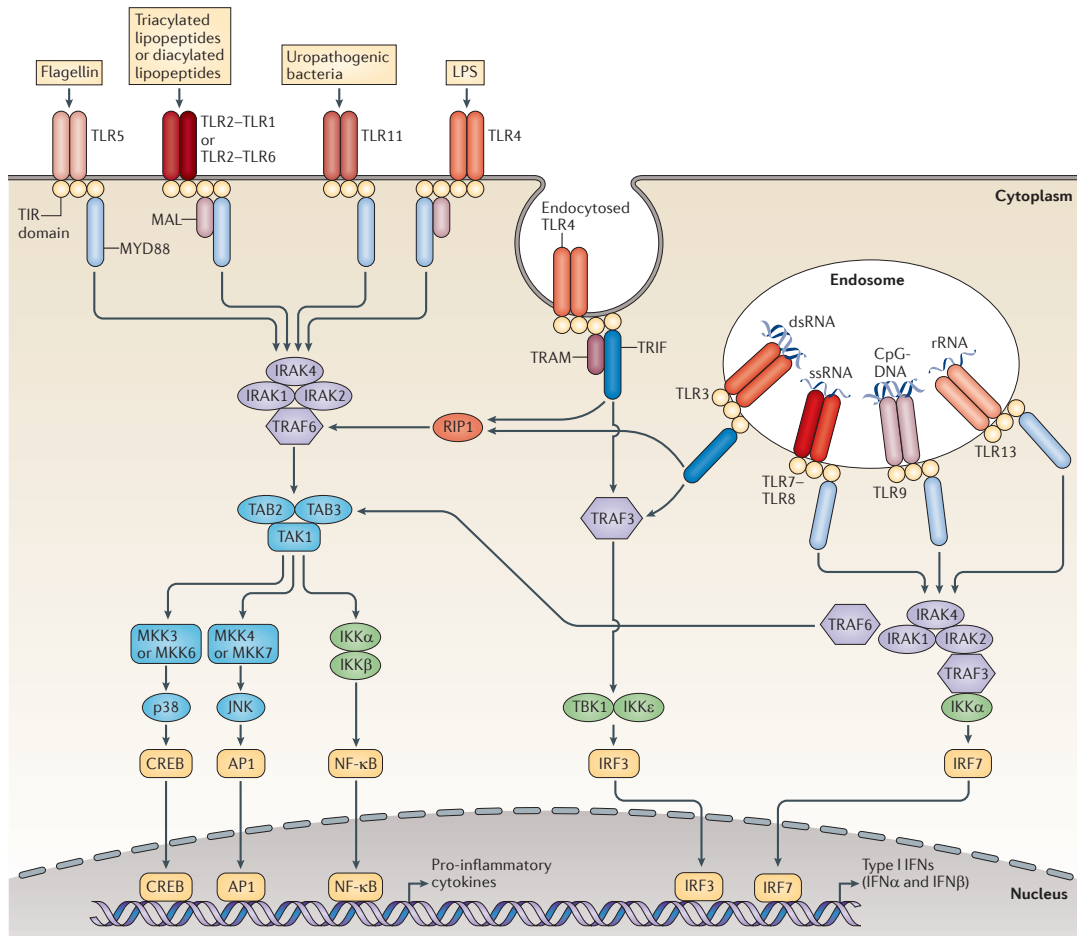 Flagellin
Triacylated
lipopeptides
or diacylated
lipopeptides
Uropathogenic
bacteria
LPS
TLR5
TLR2–TLR1
or
TLR2–TLR6
TLR11
TLR4
TIR
domain
MYD88
MAL
Cytoplasm
Endocytosed
TLR4
TRAM
TRIF
Endosome
dsRNA
ssRNA
CpG-
DNA
rRNA
TLR3
TLR7–
TLR8
TLR9
TLR13
IRAK4
IRAK1
IRAK2
TRAF6
RIP1
TAB2
TAB3
TAK1
TRAF3
MKK3
or MKK6
MKK4
or MKK7
IKKα
IKKβ
p38
JNK
TBK1
IKKε
TRAF6
IRAK4
IRAK1
IRAK2
TRAF3
IKKα
CREB
AP1
NF-κB
IRF3
IRF7
CREB
AP1
NF-κB
Pro-inflammatory
cytokines
IRF3
IRF7
Type I IFNs
(IFNα and IFNβ)
Nucleus